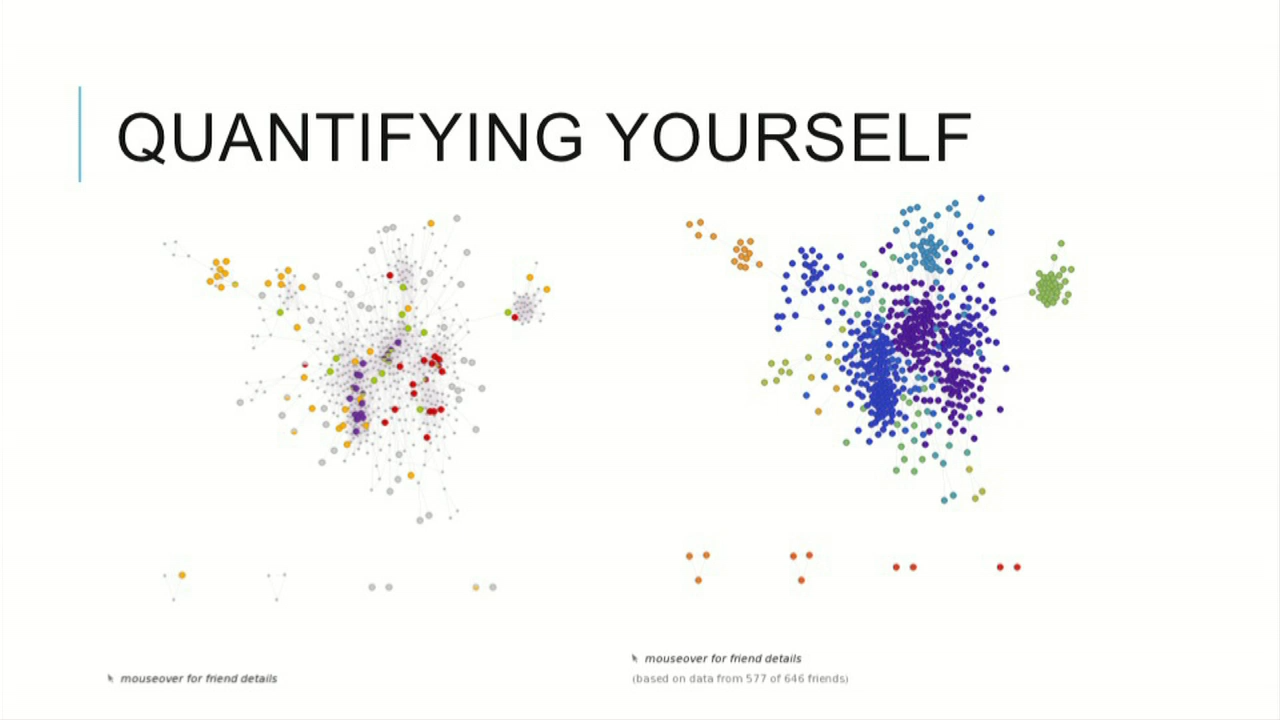 QUANTIFYING YOURSELF
mouseover for friend details
mouseover for friend details
(based on data from 577 of 646 friends)